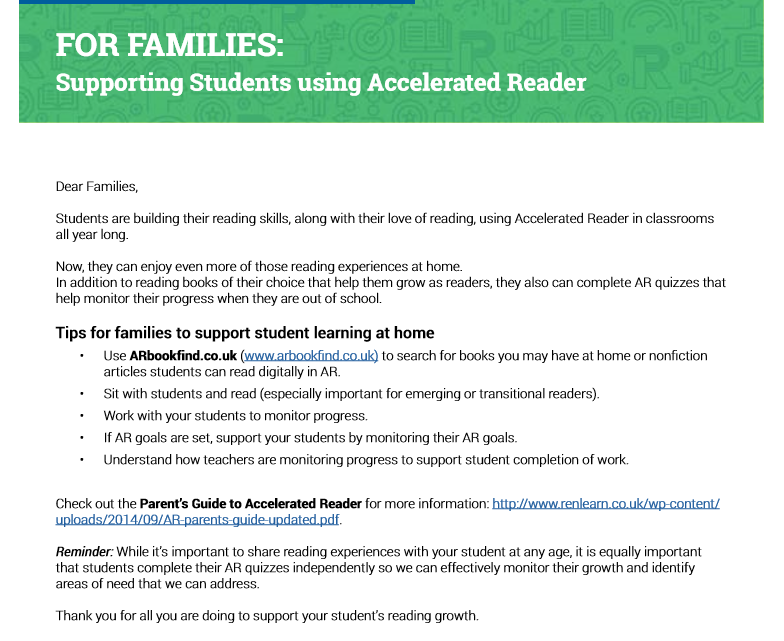 FOR FAMILIES:
Supporting Students using Accelerated Reader
Dear Families,
Students are building their reading skills, along with their love of reading, using Accelerated Reader in classrooms
all year long.
Now, they can enjoy even more of those reading experiences at home.
In addition to reading books of their choice that help them grow as readers, they also can complete AR quizzes that
help monitor their progress when they are out of school.
Tips for families to support student learning at home
• Use ARbookfind.co.uk (www.arbookfind.co.uk) to search for books you may have at home or nonfiction
articles students can read digitally in AR.
• Sit with students and read (especially important for emerging or transitional readers).
• Work with your students to monitor progress.
• If AR goals are set, support your students by monitoring their AR goals.
• Understand how teachers are monitoring progress to support student completion of work.
Check out the Parent's Guide to Accelerated Reader for more information: http://www.renlearn.co.uk/wp-content/
uploads/2014/09/AR-parents-guide-updated.pdf.
Reminder: While it's important to share reading experiences with your student at any age, it is equally important
that students complete their AR quizzes independently so we can effectively monitor their growth and identify
areas of need that we can address.
Thank you for all you are doing to support your student's reading growth.